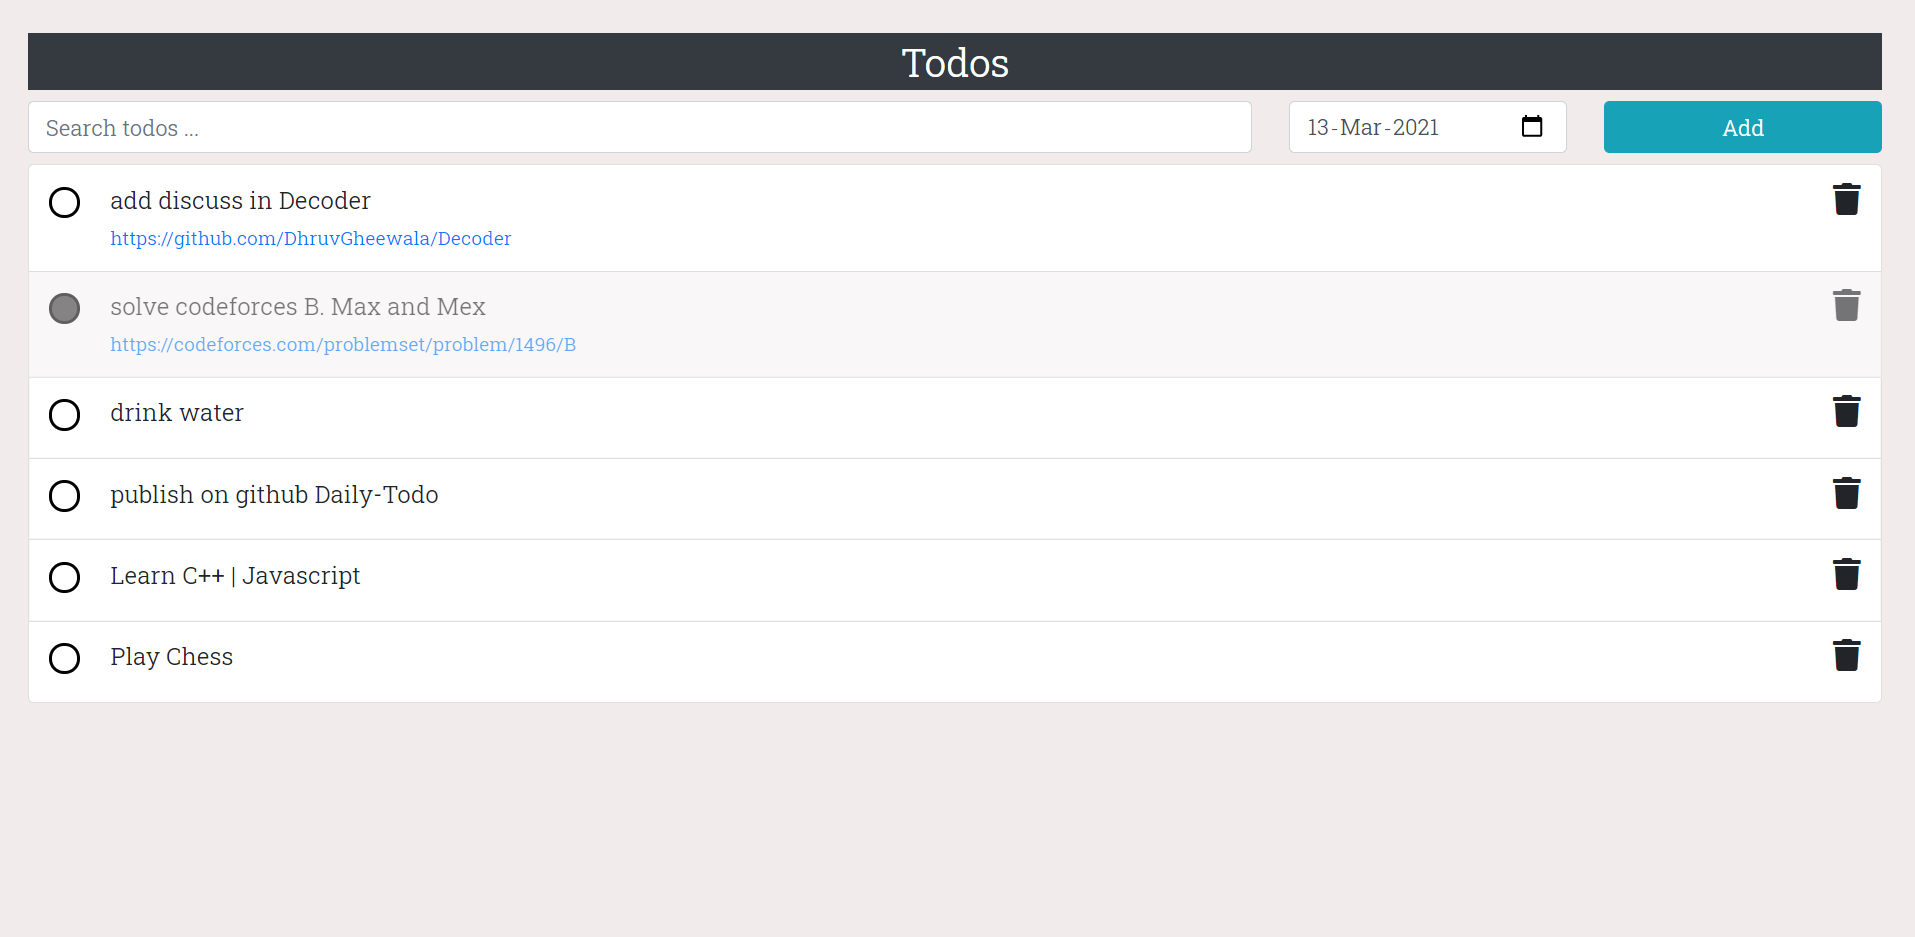 Todos
Search todos ...
13-Mar-2021
Add
add discuss in Decoder
https://github.com/DhruvGheewala/Decoder
solve codeforces B. Max and Mex
https://codeforces.com/problemset/problem/1496/B
drink water
publish on github Daily-Todo
Learn C++ | Javascript
Play Chess